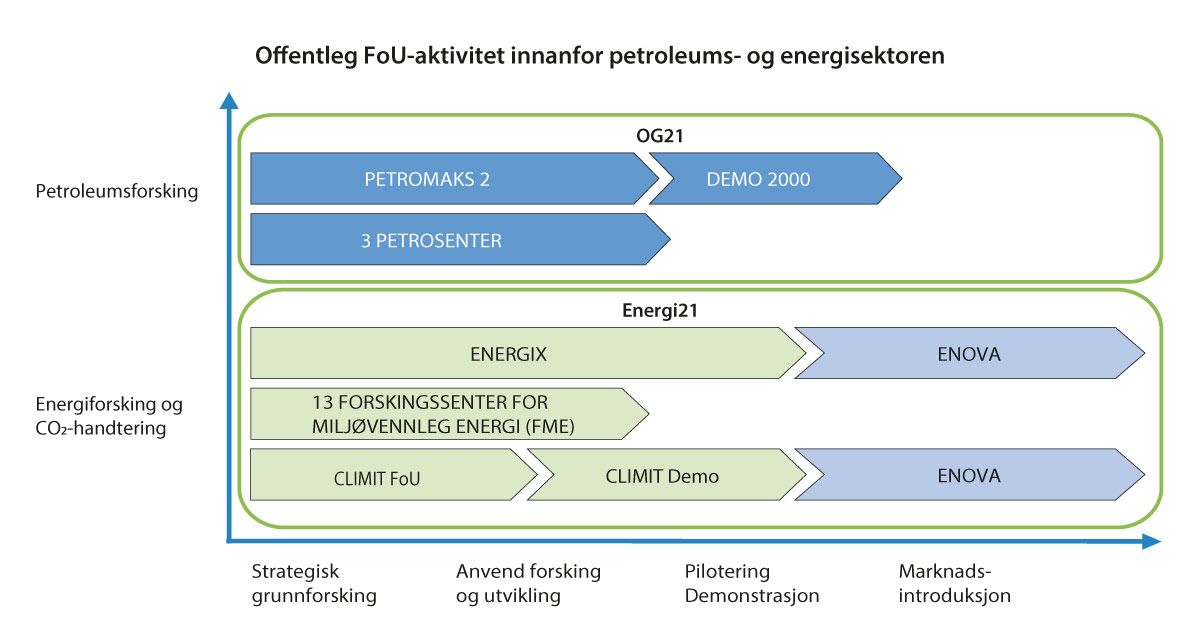 Offentleg FoU-aktivitet innanfor petroleums- og energisektoren
OG21
Petroleumsforsking
PETROMAKS 2
DEMO 2000
3 PETROSENTER
Energi21
Energiforsking og
CO₂-handtering
ENERGIX
ENOVA
13 FORSKINGSSENTER FOR
MILJØVENNLEG ENERGI (FME)
CLIMIT FoU
CLIMIT Demo
ENOVA
Strategisk
grunnforsking
Anvend forsking
og utvikling
Pilotering
Demonstrasjon
Marknads-
introduksjon